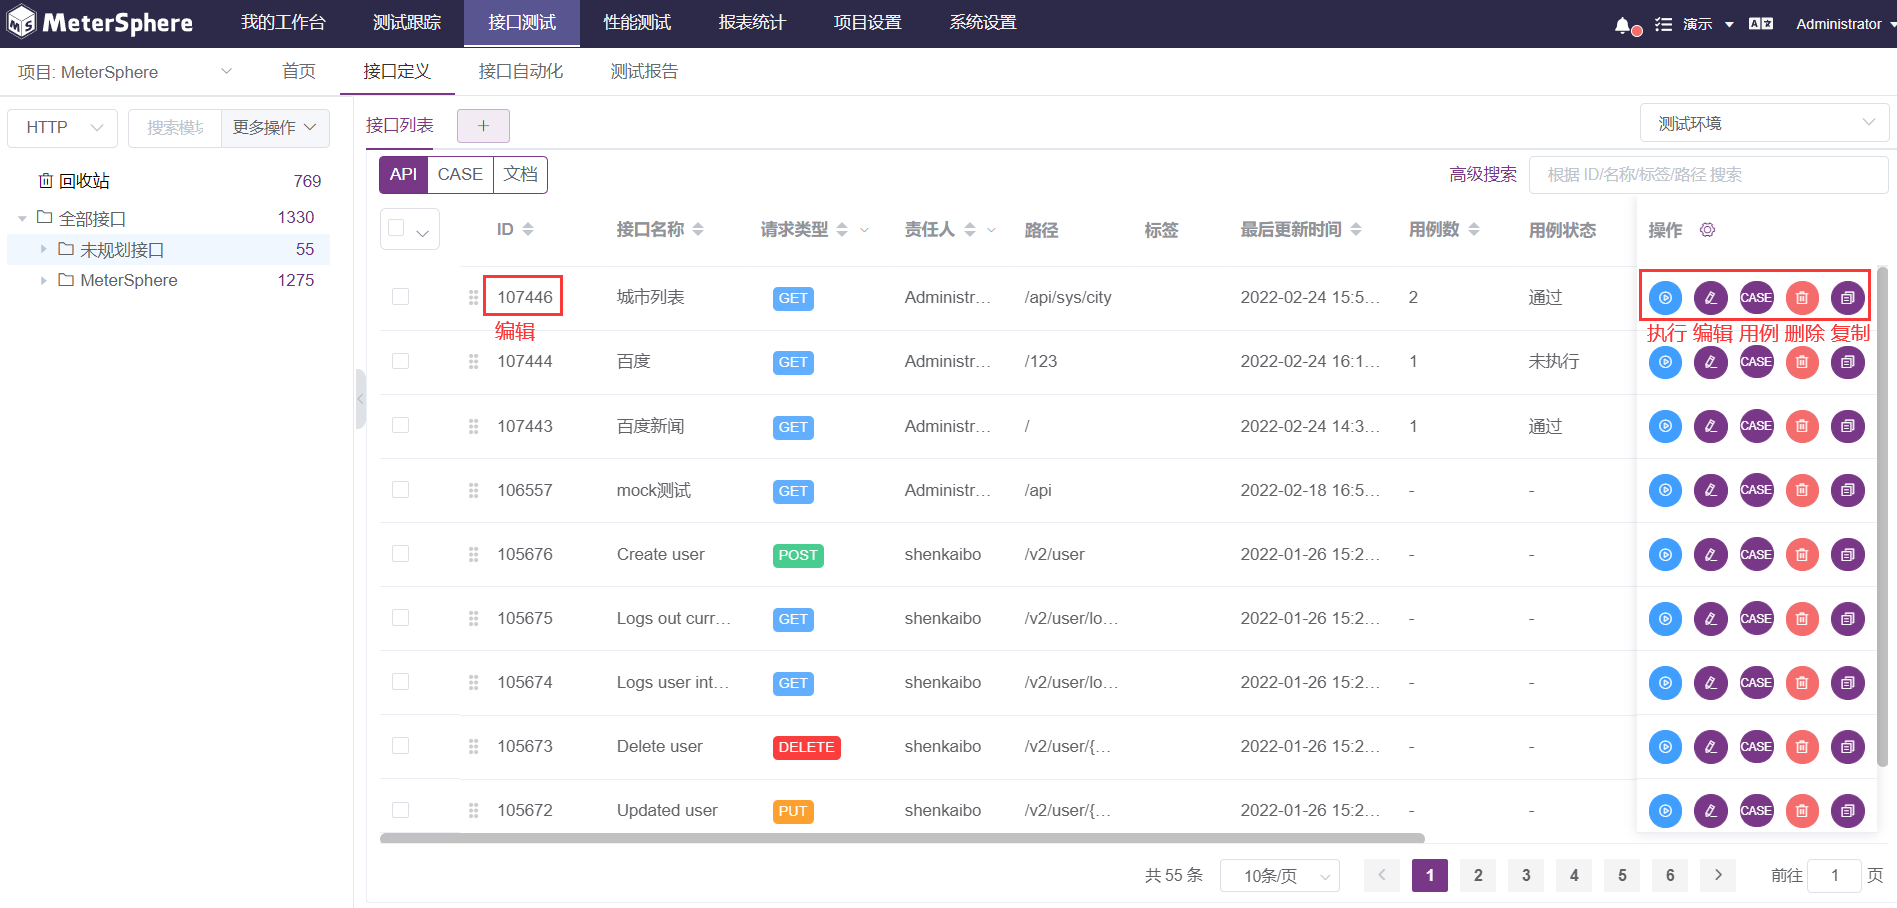 MeterSphere 我的工作台 测试跟踪 接口测试 性能测试 报表统计 项目设置 系统设置 演示 Administrator
项目: MeterSphere 首页 接口定义 接口自动化 测试报告
HTTP 搜索模块 更多操作
回收站 769
全部接口 1330
未规划接口 55
MeterSphere 1275
接口列表 + 测试环境
API CASE 文档 高级搜索 根据 ID/名称/标签/路径 搜索
ID 接口名称 请求类型 责任人 路径 标签 最后更新时间 用例数 用例状态 操作
107446 城市列表 GET Administr... /api/sys/city 2022-02-24 15:5... 2 通过 CASE
编辑 执行 编辑 用例 删除 复制
107444 百度 GET Administr... /123 2022-02-24 16:1... 1 未执行 CASE
107443 百度新闻 GET Administr... / 2022-02-24 14:3... 1 通过 CASE
106557 mock测试 GET Administr... /api 2022-02-18 16:5... - - CASE
105676 Create user POST shenkaibo /v2/user 2022-01-26 15:2... - - CASE
105675 Logs out curr... GET shenkaibo /v2/user/lo... 2022-01-26 15:2... - - CASE
105674 Logs user int... GET shenkaibo /v2/user/lo... 2022-01-26 15:2... - - CASE
105673 Delete user DELETE shenkaibo /v2/user/{... 2022-01-26 15:2... - - CASE
105672 Updated user PUT shenkaibo /v2/user/{... 2022-01-26 15:2... - - CASE
共 55 条 10条/页 1 2 3 4 5 6 前往 1 页